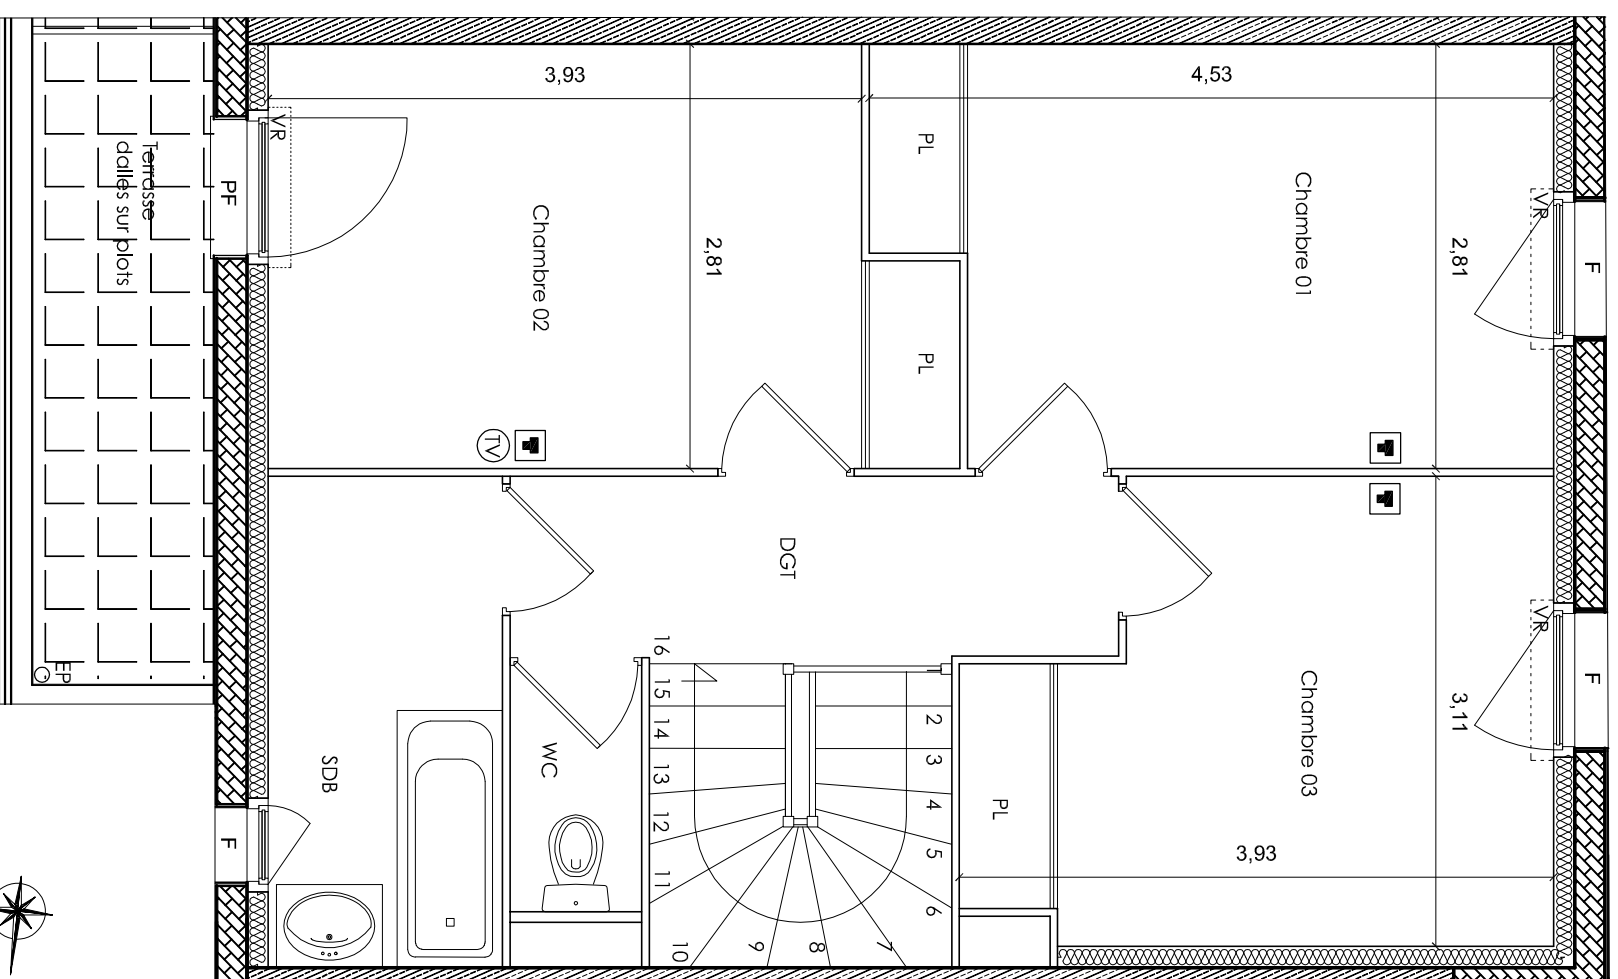 3,93
4,53
VR
PL
Terrasse
dalles sur plots
PF
Chambre 02
2,81
Chambre 01
VR
2,81
F
PL
TV
DGT
VR
F
16
15
14
13
12
11
10
9
8
7
6
5
4
3
2
1
EP
SDB
WC
PL
Chambre 03
3,11
3,93
F